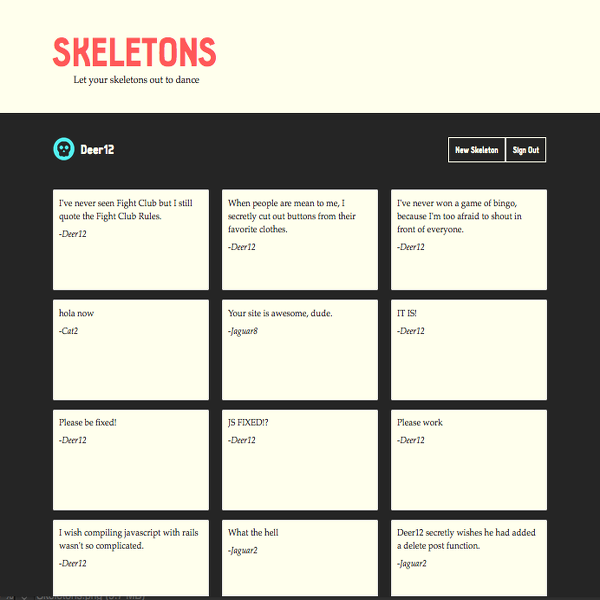 SKELETONS
Let your skeletons out to dance
Deer12
New Skeleton
Sign Out
I've never seen Fight Club but I still
quote the Fight Club Rules.
-Deer12
When people are mean to me, I
secretly cut out buttons from their
favorite clothes.
-Deer12
I've never won a game of bingo,
because I'm too afraid to shout in
front of everyone.
-Deer12
hola now
-Cat2
Your site is awesome, dude.
-Jaguar8
IT IS!
-Deer12
Please be fixed!
-Deer12
JS FIXED!?
-Deer12
Please work
-Deer12
I wish compiling javascript with rails
wasn't so complicated.
-Deer12
What the hell
-Jaguar2
Deer12 secretly wishes he had added
a delete post function.
-Jaguar2